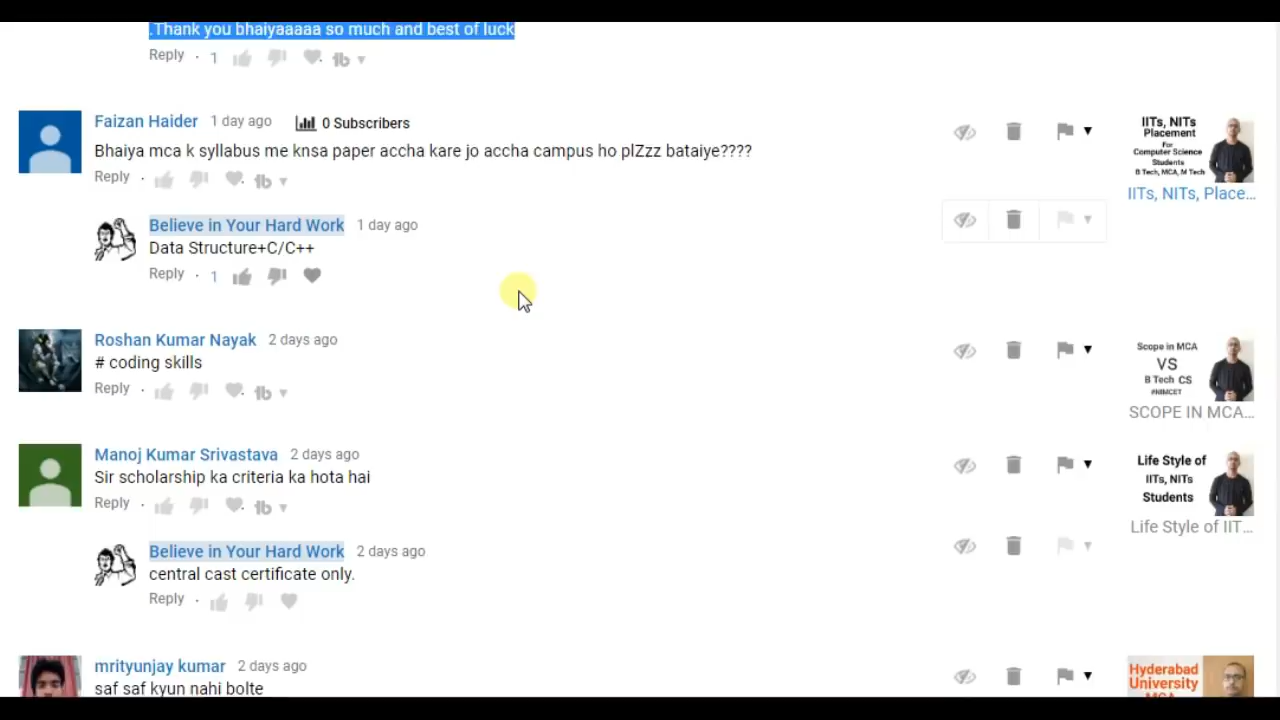 .Thank you bhaiyaaaaa so much and best of luck
Reply · 1
Faizan Haider 1 day ago 0 Subscribers
Bhaiya mca k syllabus me knsa paper accha kare jo accha campus ho plZzz bataiye????
Reply ·
IITs, NITs
Placement
For
Computer Science
Students
B Tech, MCA, M Tech
IITs, NITs, Place...
Believe in Your Hard Work 1 day ago
Data Structure+C/C++
Reply · 1
Roshan Kumar Nayak 2 days ago
# coding skills
Reply ·
Scope in MCA
VS
B Tech CS
#NIMCET
SCOPE IN MCA...
Manoj Kumar Srivastava 2 days ago
Sir scholarship ka criteria ka hota hai
Reply ·
Life Style of
IITs, NITs
Students
Life Style of IIT...
Believe in Your Hard Work 2 days ago
central cast certificate only.
Reply ·
mrityunjay kumar 2 days ago
saf saf kyun nahi bolte
Hyderabad
University